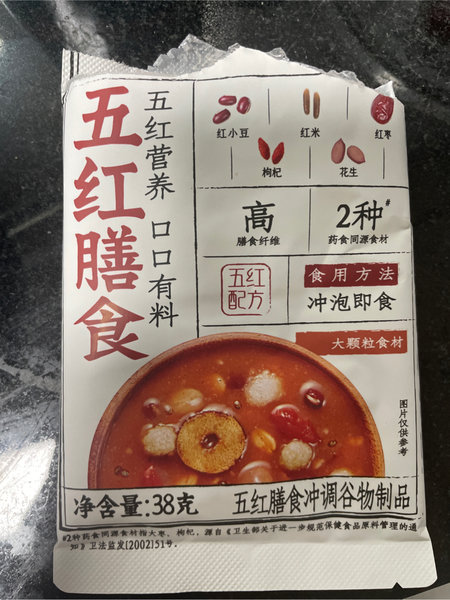 五红膳食
五红营养 口口有料
红小豆
红米
红枣
枸杞
花生
高
膳食纤维
2种#
药食同源食材
五红
配方
食用方法
冲泡即食
大颗粒食材
图片仅供参考
净含量:38克
五红膳食冲调谷物制品
#2种药食同源食材指大枣、枸杞，源自《卫生部关于进一步规范保健食品原料管理的通
知》卫法监发[2002]51号。